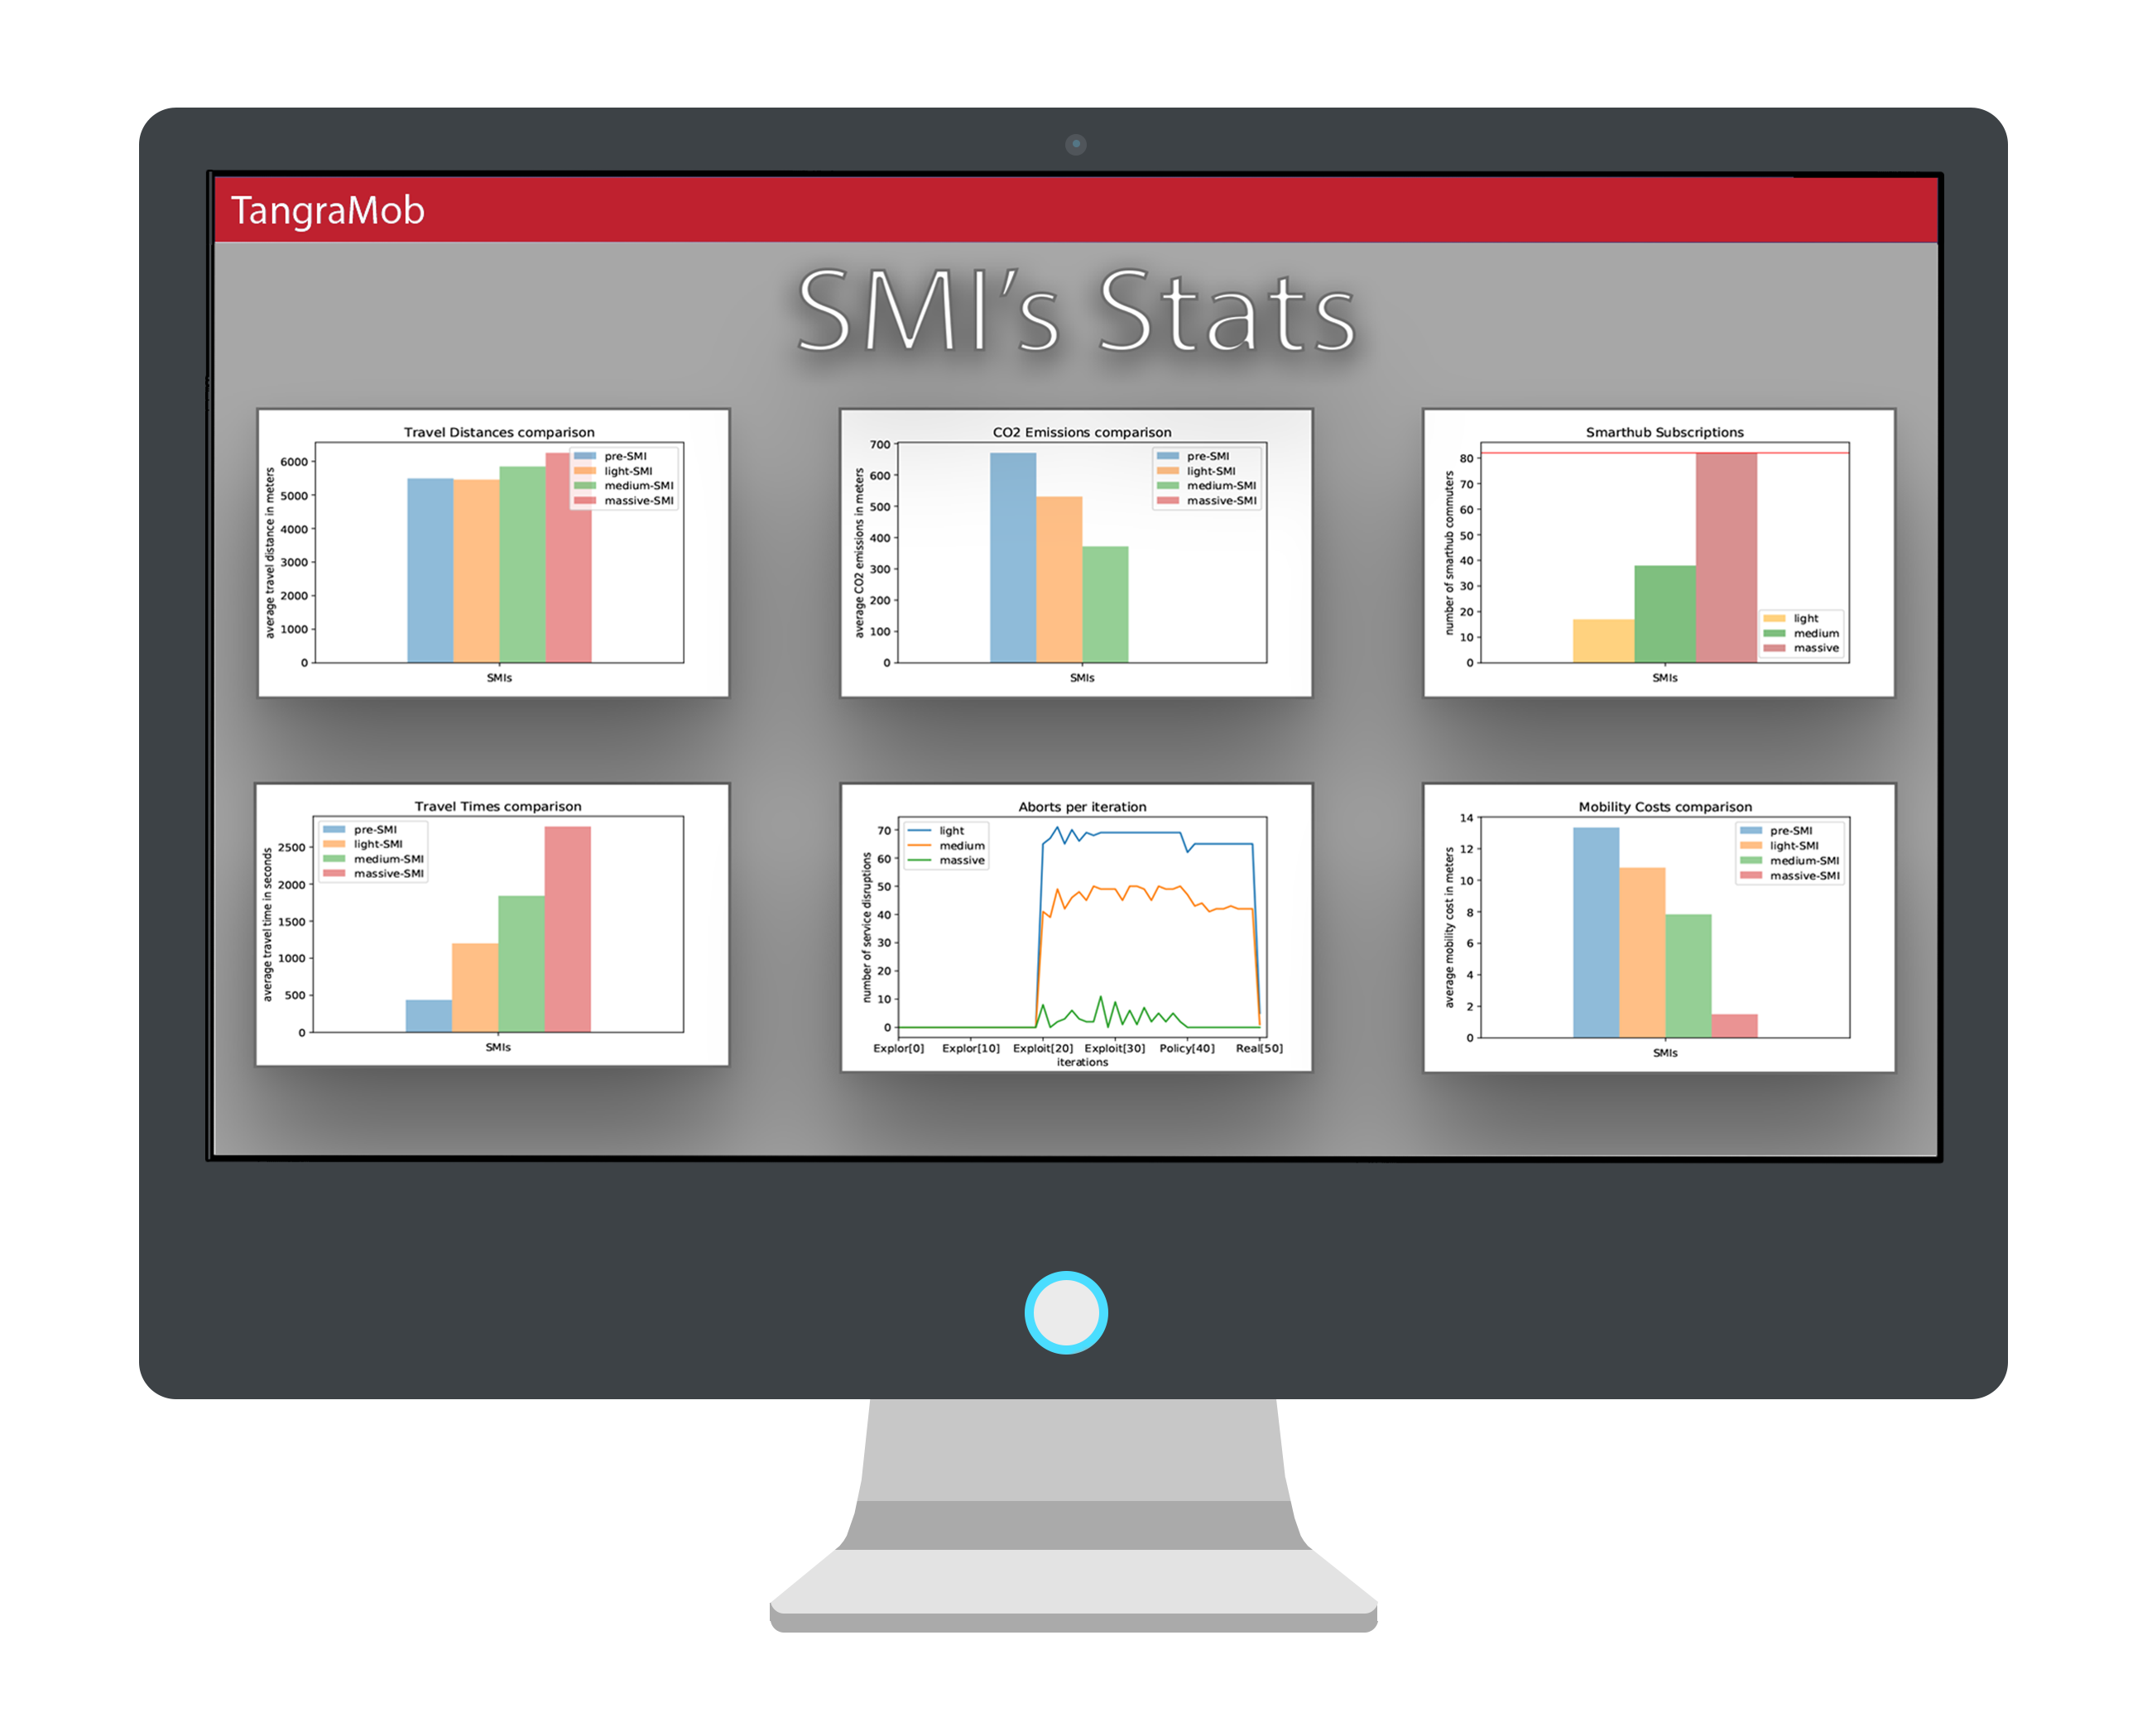 TangraMob
SMI's Stats
Travel Distances comparison
average travel distance in meters
6000
5000
4000
3000
2000
1000
0
pre-SMI
light-SMI
medium-SMI
massive-SMI
SMIs
CO2 Emissions comparison
average CO2 emissions in meters
700
600
500
400
300
200
100
0
pre-SMI
light-SMI
medium-SMI
massive-SMI
SMIs
Smarthub Subscriptions
number of smarthub commuters
80
70
60
50
40
30
20
10
0
light
medium
massive
SMIs
Travel Times comparison
average travel time in seconds
2500
2000
1500
1000
500
0
pre-SMI
light-SMI
medium-SMI
massive-SMI
SMIs
Aborts per iteration
number of service disruptions
70
60
50
40
30
20
10
0
light
medium
massive
Explor[0] Explor[10] Exploit[20] Exploit[30] Policy[40] Real[50]
iterations
Mobility Costs comparison
average mobility cost in meters
14
12
10
8
6
4
2
0
pre-SMI
light-SMI
medium-SMI
massive-SMI
SMIs